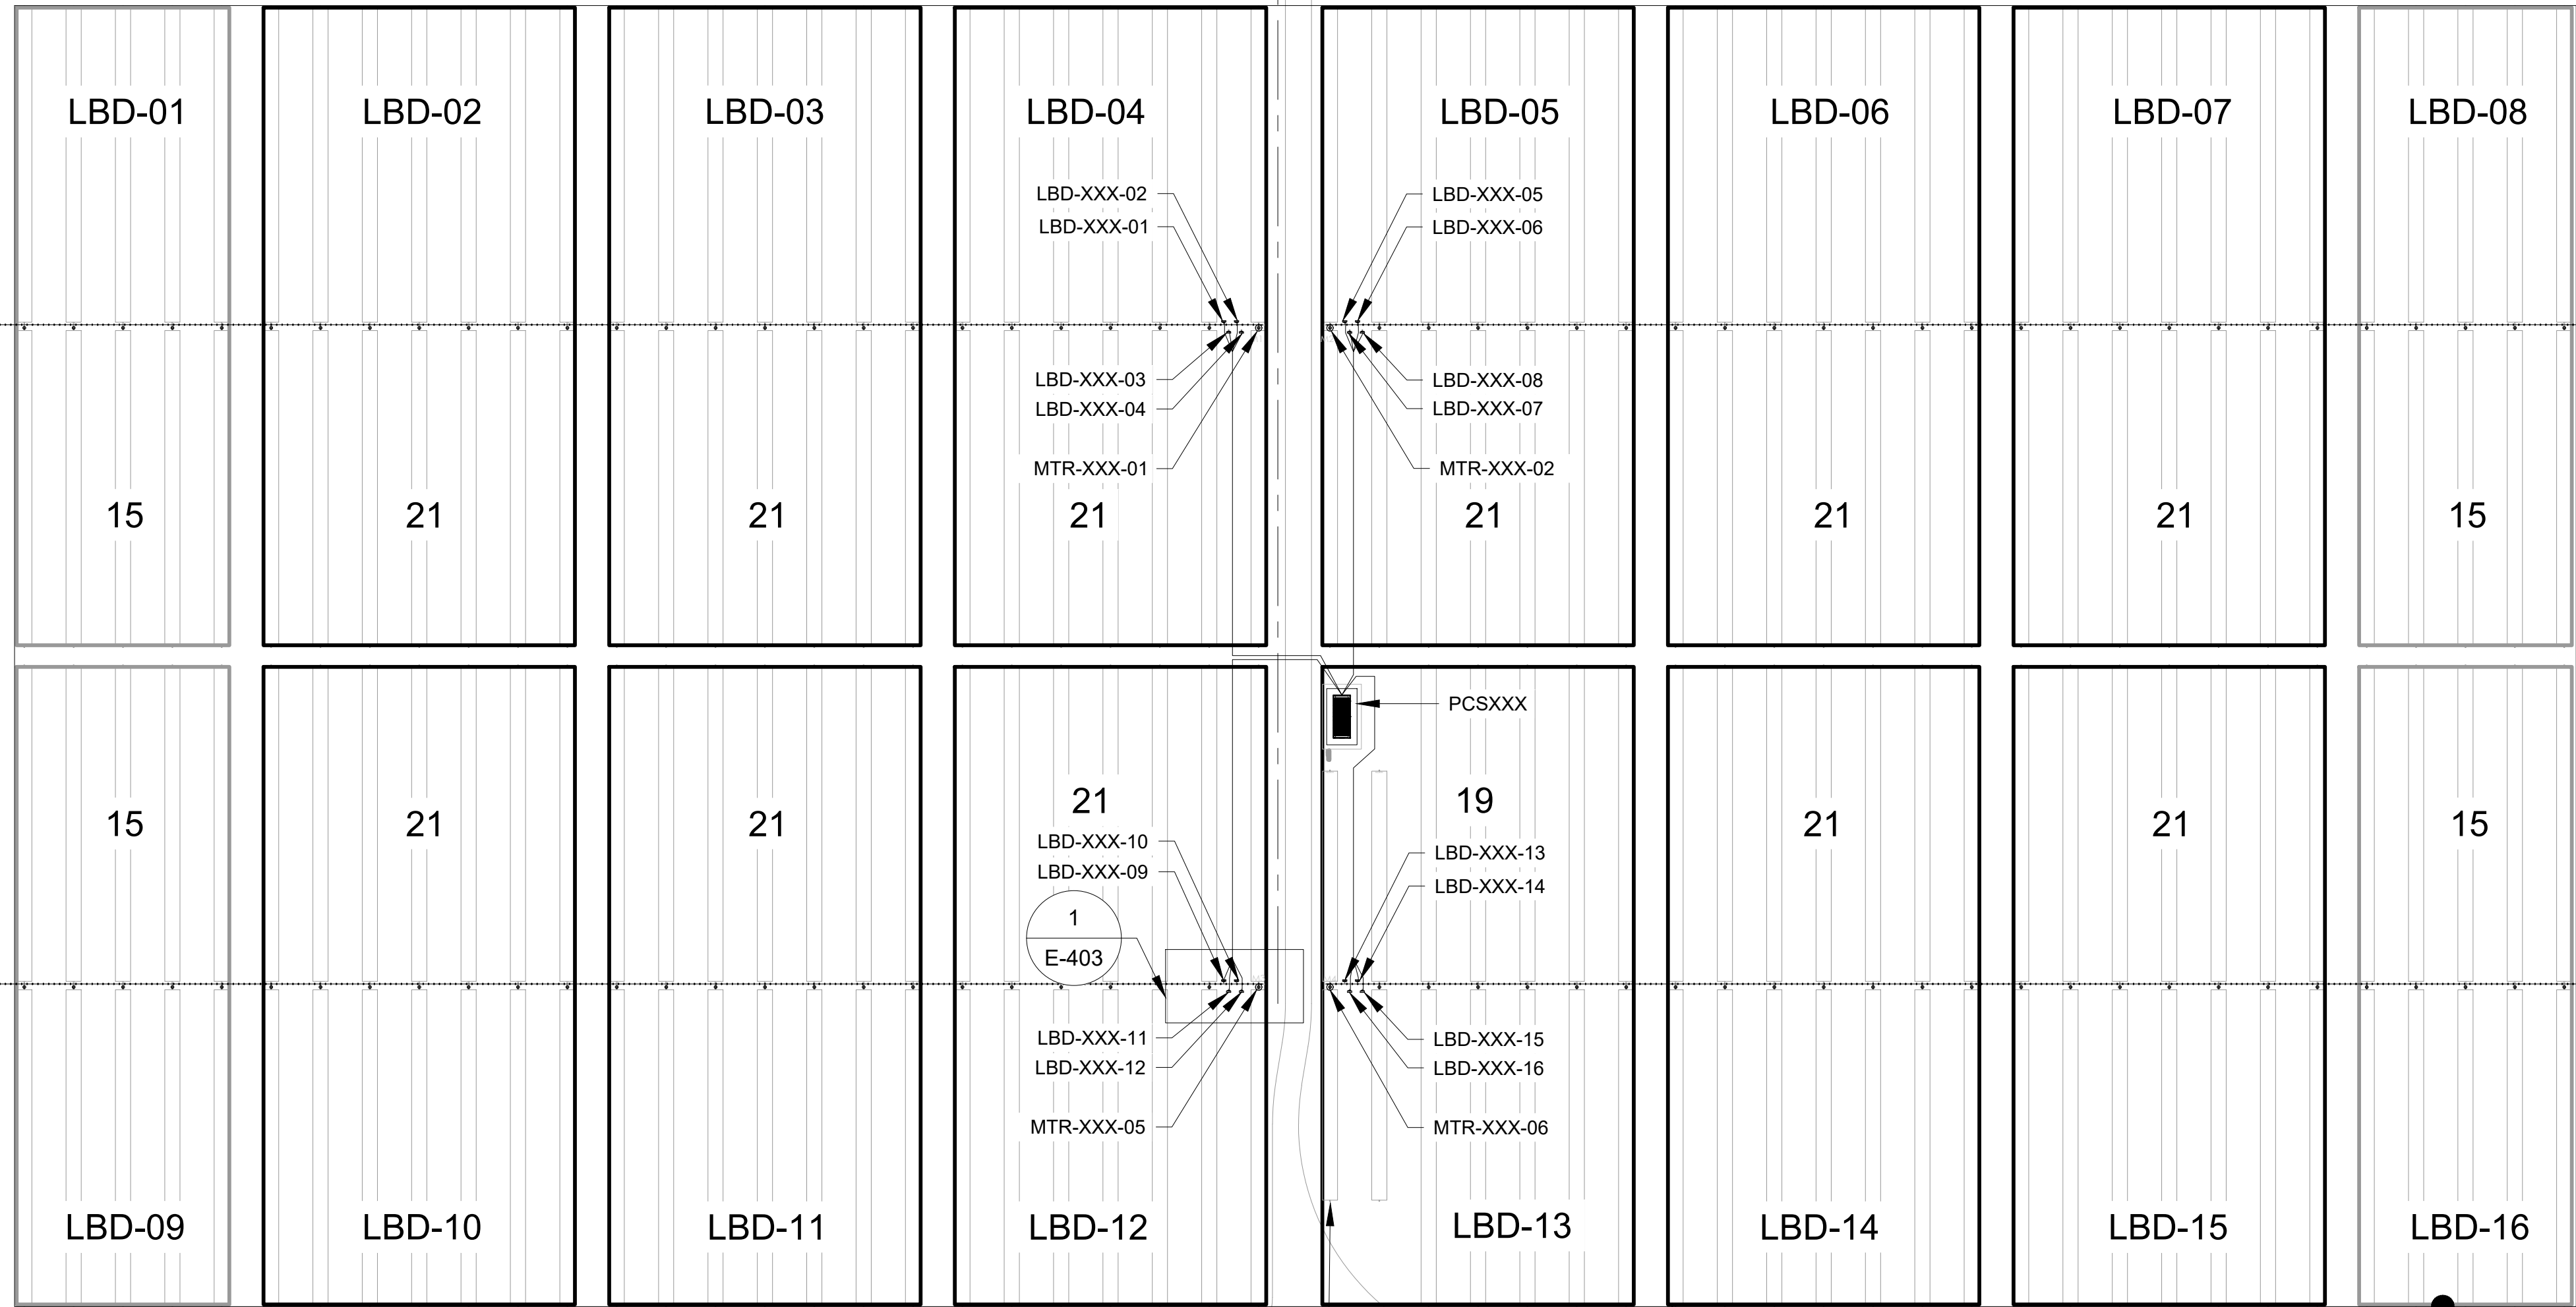 LBD-01 LBD-02 LBD-03 LBD-04 LBD-05 LBD-06 LBD-07 LBD-08
LBD-XXX-02 LBD-XXX-05
LBD-XXX-01 LBD-XXX-06
LBD-XXX-03 LBD-XXX-08
LBD-XXX-04 LBD-XXX-07
MTR-XXX-01 MTR-XXX-02
15 21 21 21 21 21 21 15
PCSXXX
21 19
15 21 21 21 21 15
LBD-XXX-10 LBD-XXX-13
LBD-XXX-09 LBD-XXX-14
1
E-403
LBD-XXX-11 LBD-XXX-15
LBD-XXX-12 LBD-XXX-16
MTR-XXX-05 MTR-XXX-06
LBD-09 LBD-10 LBD-11 LBD-12 LBD-13 LBD-14 LBD-15 LBD-16